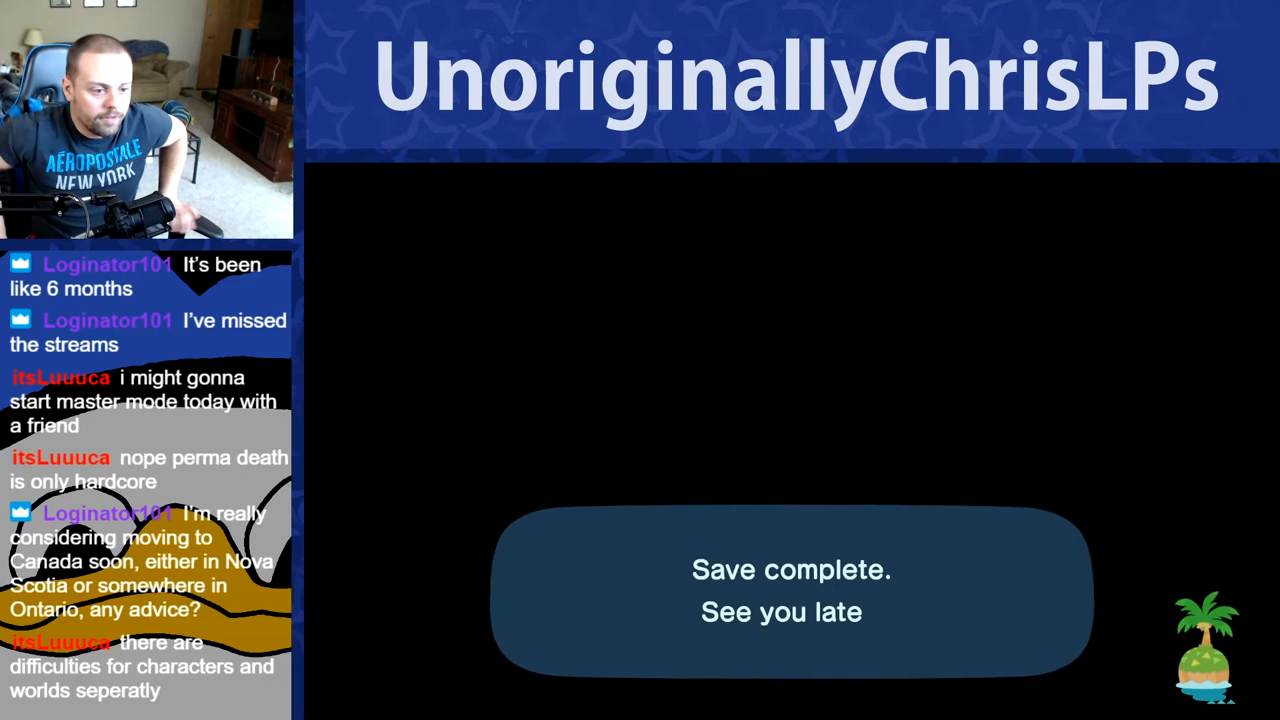 UnoriginallyChrisLPs
AÉROPOSTALE
NEW YORK
Loginator101 It's been
like 6 months
Loginator101 I've missed
the streams
itsLuuuca i might gonna
start master mode today with
a friend
itsLuuuca nope perma death
is only hardcore
Loginator101 I'm really
considering moving to
Canada soon, either in Nova
Scotia or somewhere in
Ontario, any advice?
itsLuuuca there are
difficulties for characters and
worlds seperatly
Save complete.
See you late